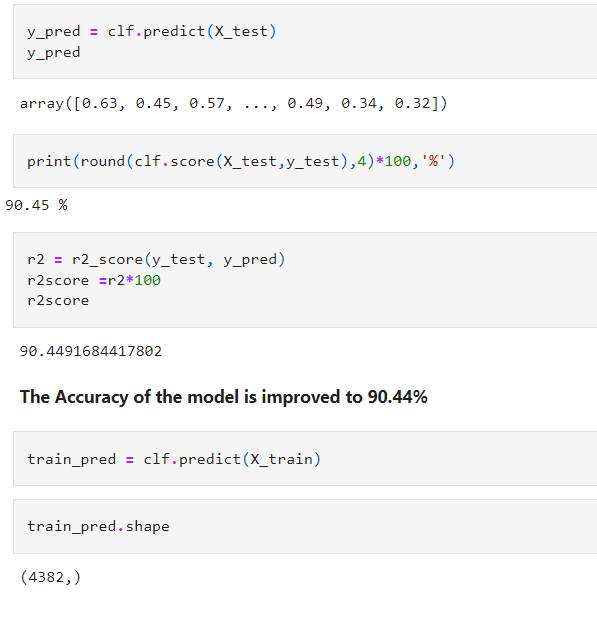 y_pred = clf.predict(X_test)
y_pred
array([0.63, 0.45, 0.57, ..., 0.49, 0.34, 0.32])
print(round(clf.score(X_test,y_test),4)*100,'%')
90.45 %
r2 = r2_score(y_test, y_pred)
r2score =r2*100
r2score
90.4491684417802
The Accuracy of the model is improved to 90.44%
train_pred = clf.predict(X_train)
train_pred.shape
(4382,)